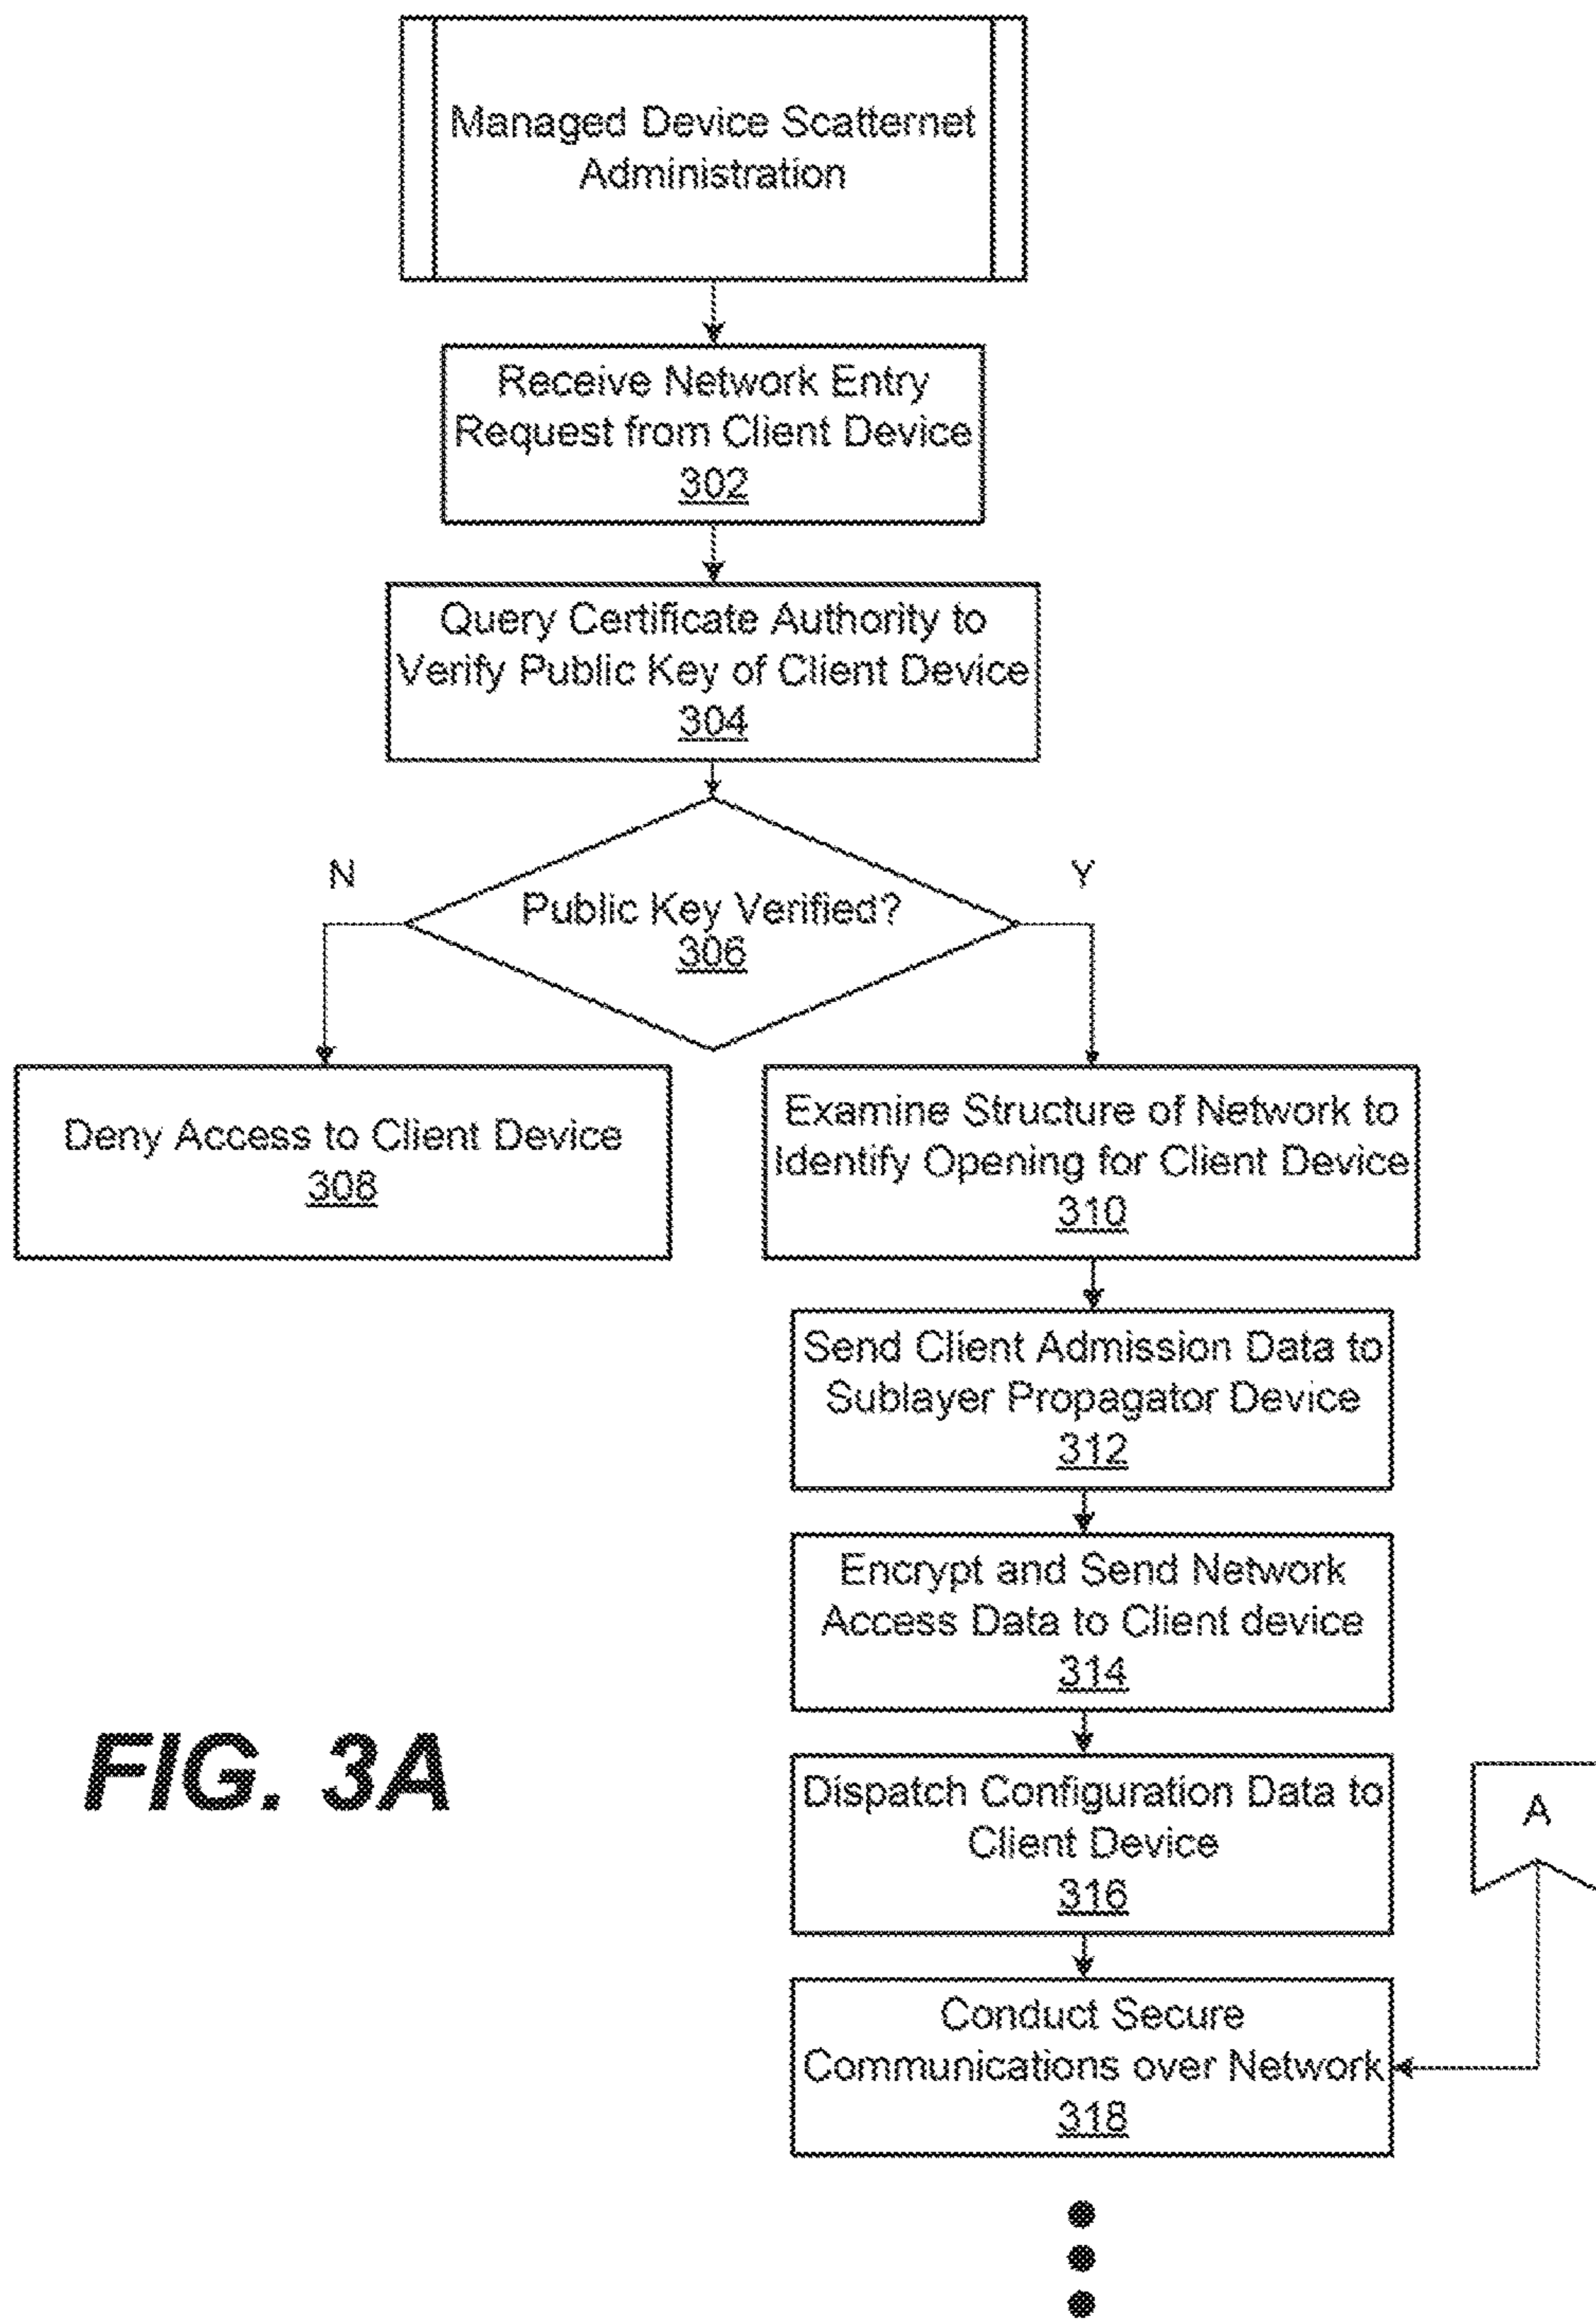 Managed Device Scatternet
Administration
Receive Network Entry
Request from Client Device
302
Query Certificate Authority to
Verify Public Key of Client Device
304
N
Y
Public Key Verified?
306
Deny Access to Client Device
308
Examine Structure of Network to
Identify Opening for Client Device
310
Send Client Admission Data to
Sublayer Propagator Device
312
Encrypt and Send Network
Access Data to Client device
314
FIG. 3A
Dispatch Configuration Data to
Client Device
316
A
Conduct Secure
Communications over Network
318